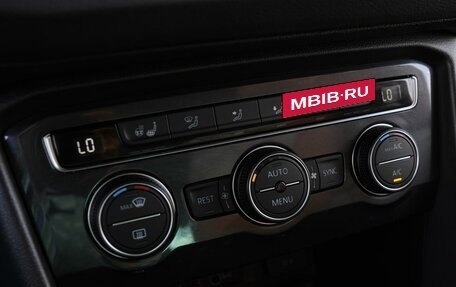 MBIB·RU
LO
LO
AUTO
MAX A/C
MAX
REST
SYNC
A/C
MENU